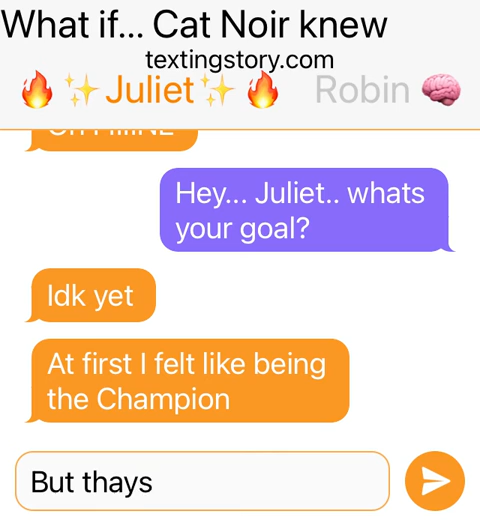 What if... Cat Noir knew
textingstory.com
🔥✨Juliet✨🔥 Robin 🧠
Hey... Juliet.. whats
your goal?
Idk yet
At first I felt like being
the Champion
But thays